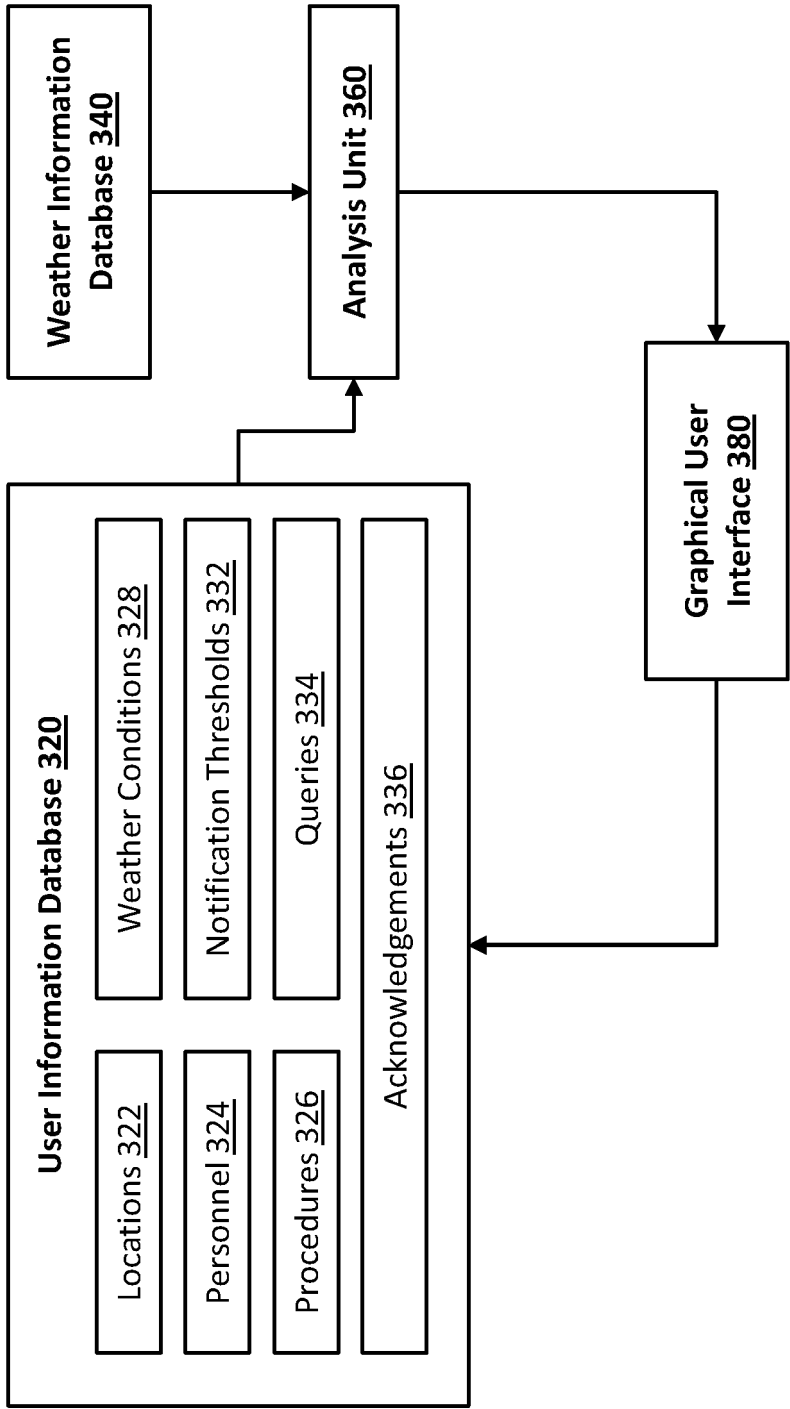 User Information Database 320
Locations 322
Personnel 324
Procedures 326
Weather Conditions 328
Notification Thresholds 332
Queries 334
Acknowledgements 336
Weather Information
Database 340
Analysis Unit 360
Graphical User
Interface 380